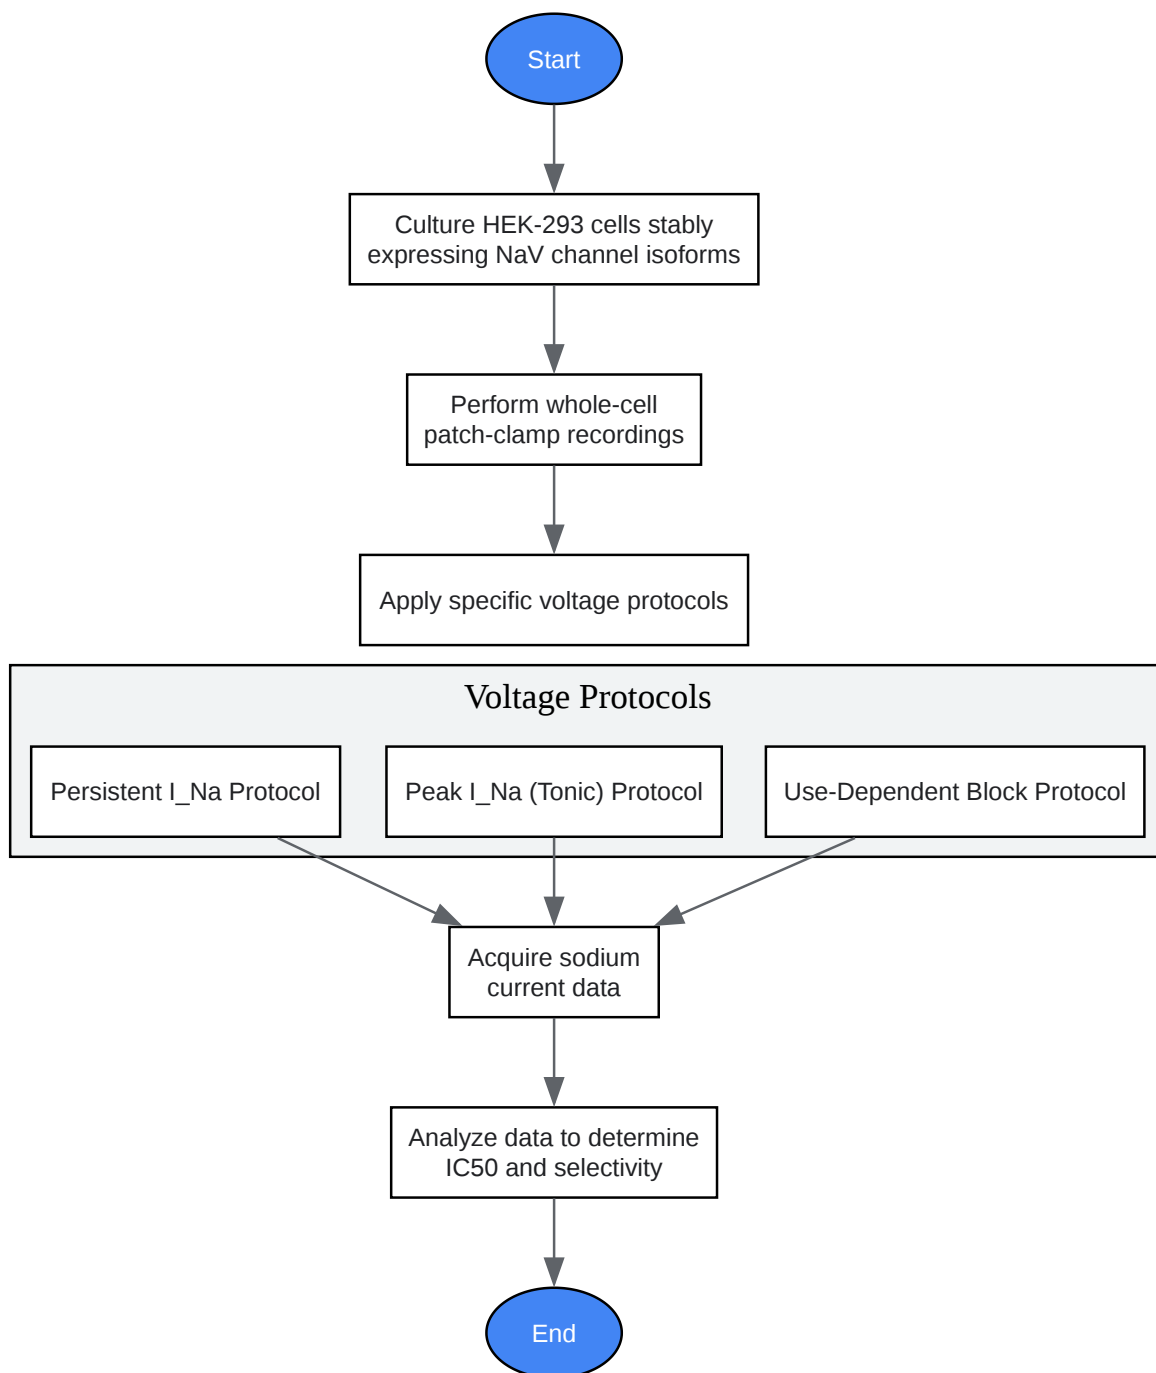 Start
Culture HEK-293 cells stably
expressing NaV channel isoforms
Perform whole-cell
patch-clamp recordings
Apply specific voltage protocols
Voltage Protocols
Persistent I_Na Protocol
Peak I_Na (Tonic) Protocol
Use-Dependent Block Protocol
Acquire sodium
current data
Analyze data to determine
IC50 and selectivity
End